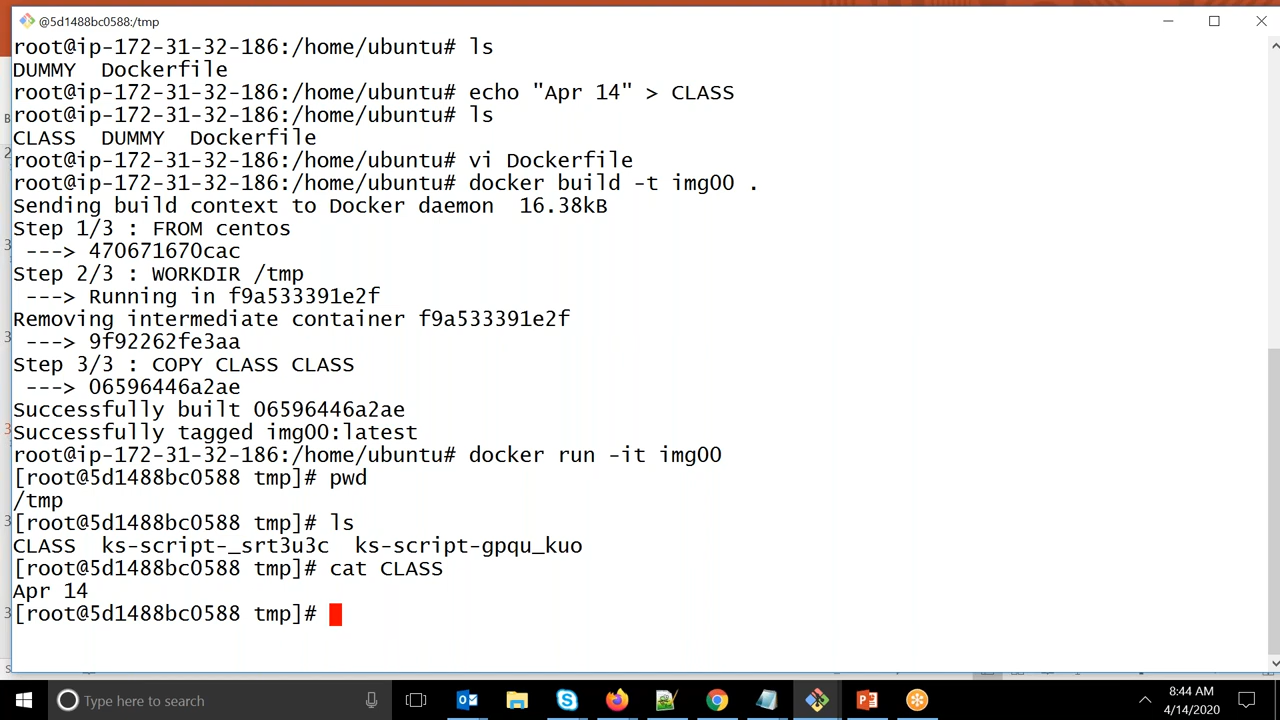 @5d1488bc0588:/tmp
root@ip-172-31-32-186:/home/ubuntu# ls
DUMMY  Dockerfile
root@ip-172-31-32-186:/home/ubuntu# echo "Apr 14" > CLASS
root@ip-172-31-32-186:/home/ubuntu# ls
CLASS  DUMMY  Dockerfile
root@ip-172-31-32-186:/home/ubuntu# vi Dockerfile
root@ip-172-31-32-186:/home/ubuntu# docker build -t img00 .
Sending build context to Docker daemon  16.38kB
Step 1/3 : FROM centos
 ---> 470671670cac
Step 2/3 : WORKDIR /tmp
 ---> Running in f9a533391e2f
Removing intermediate container f9a533391e2f
 ---> 9f92262fe3aa
Step 3/3 : COPY CLASS CLASS
 ---> 06596446a2ae
Successfully built 06596446a2ae
Successfully tagged img00:latest
root@ip-172-31-32-186:/home/ubuntu# docker run -it img00
[root@5d1488bc0588 tmp]# pwd
/tmp
[root@5d1488bc0588 tmp]# ls
CLASS  ks-script-_srt3u3c  ks-script-gpqu_kuo
[root@5d1488bc0588 tmp]# cat CLASS
Apr 14
[root@5d1488bc0588 tmp]#
Type here to search
8:44 AM
4/14/2020